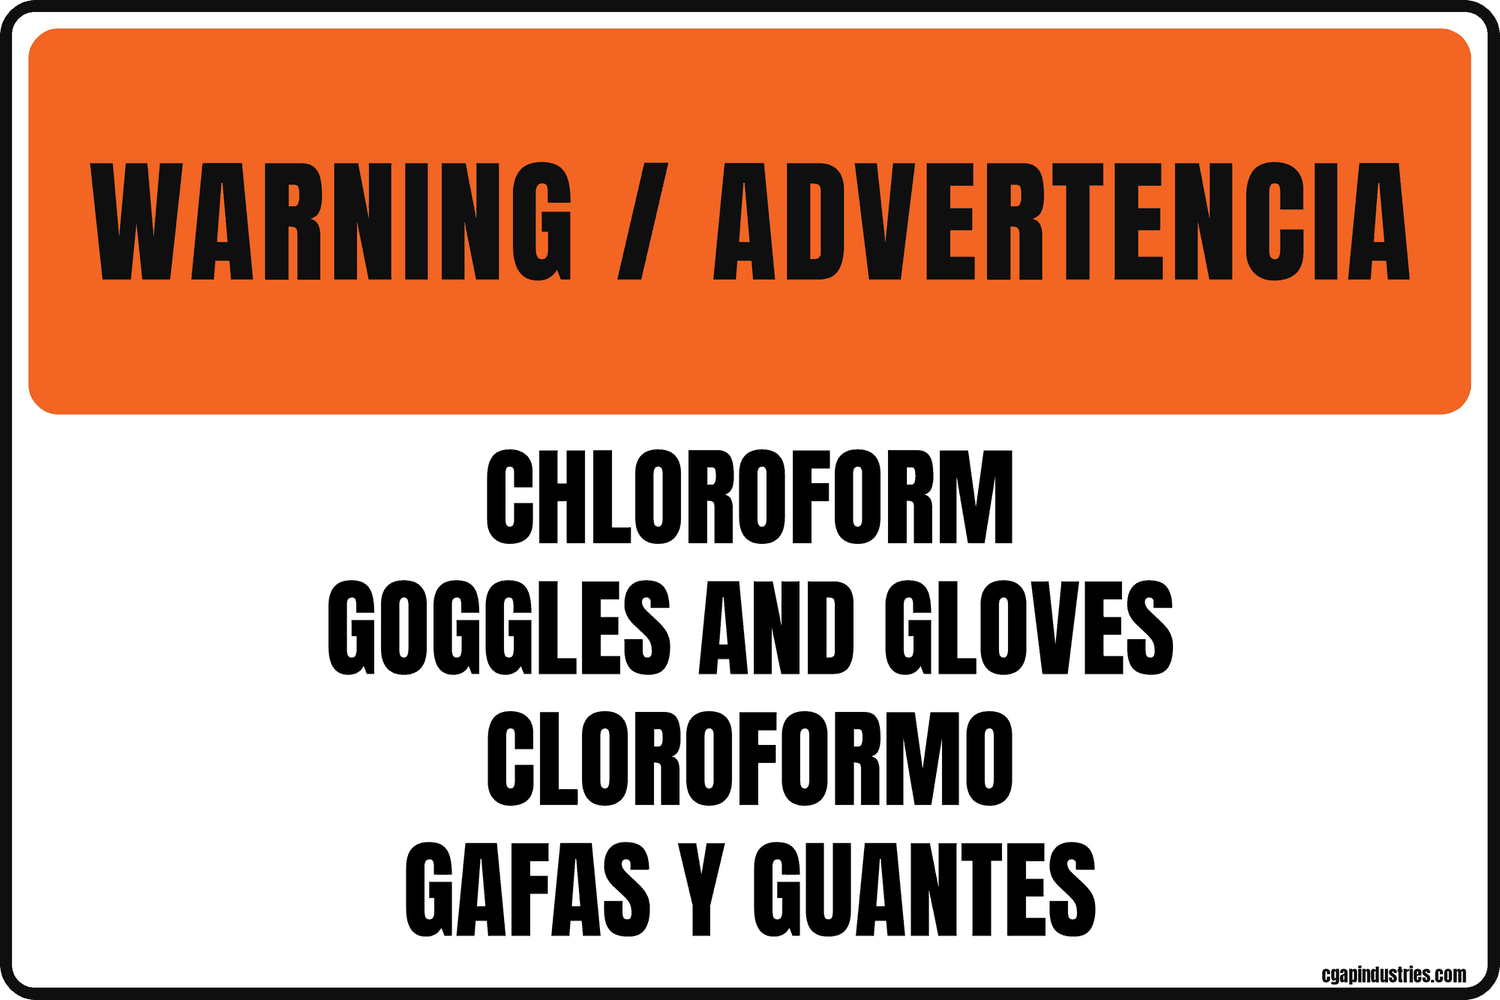 WARNING / ADVERTENCIA
CHLOROFORM
GOGGLES AND GLOVES
CLOROFORMO
GAFAS Y GUANTES
cgapindustries.com